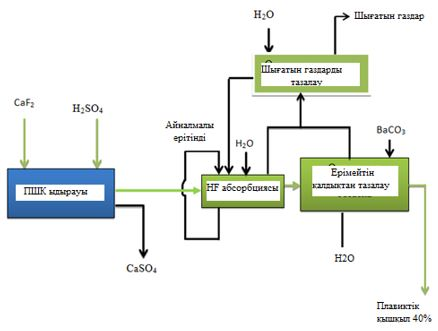 H₂O
Шығатын газдар
Шығатын газдарды
тазалау
CaF₂
H₂SO₄
Айналмалы
ерітінді
H₂O
BaCO₃
ПШК ыдырауы
HF абсорбциясы
Ерімейтін
қалдықтан тазалау
CaSO₄
H2O
Плавиктік
қышқыл 40%